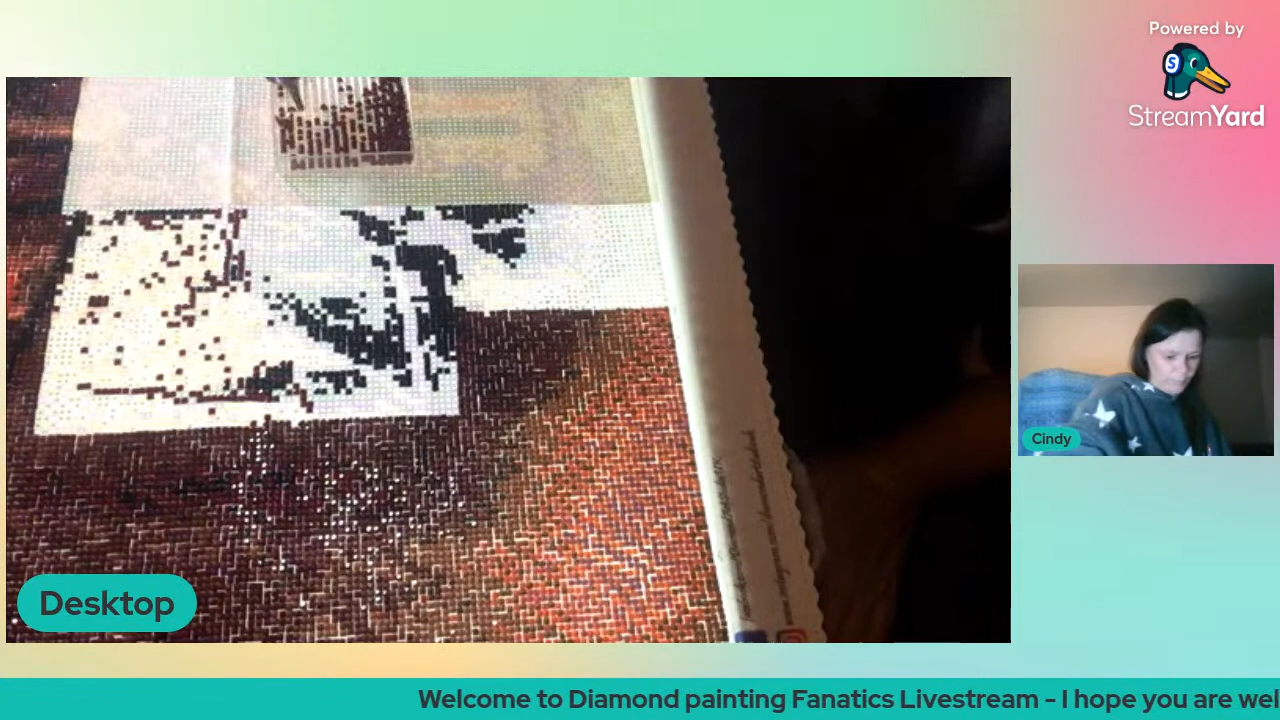 Powered by
S
StreamYard
Cindy
Desktop
Welcome to Diamond painting Fanatics Livestream - I hope you are wel